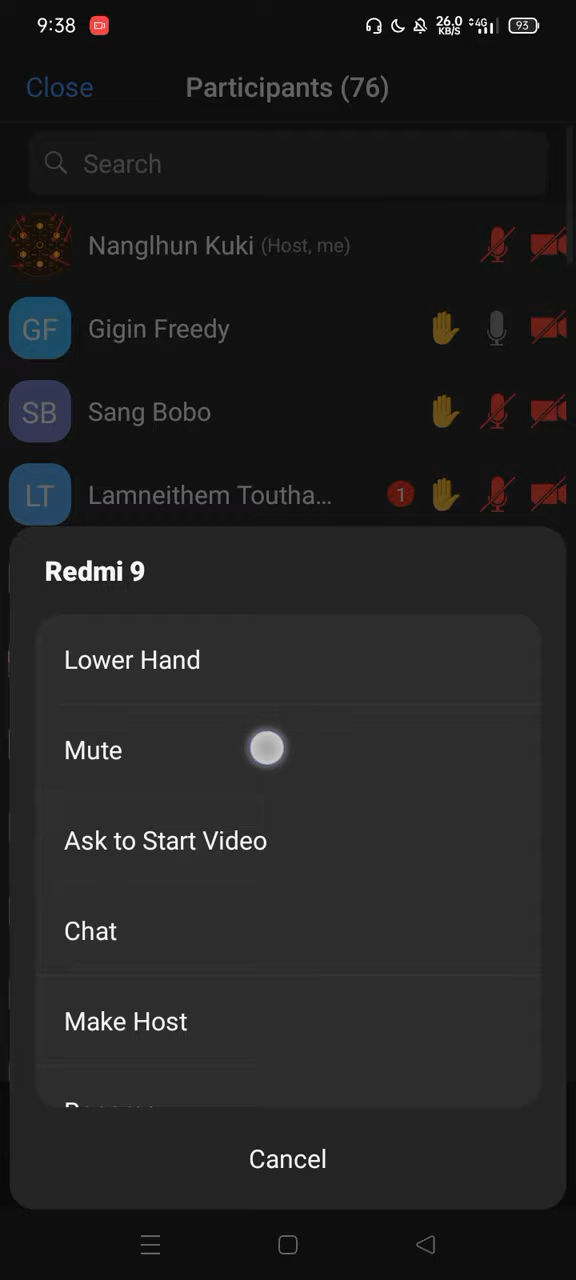 9:38 26.0 KB/S 4G 93
Close Participants (76)
Search
Nanglhun Kuki (Host, me)
GF Gigin Freedy
SB Sang Bobo
LT Lamneithem Toutha... 1
Redmi 9
Lower Hand
Mute
Ask to Start Video
Chat
Make Host
Cancel